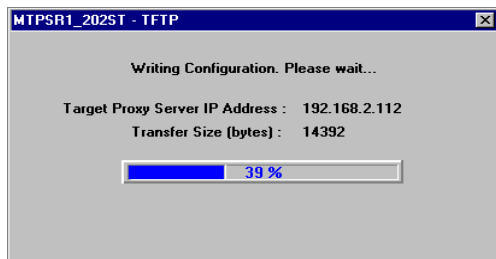 MTPSR1_202ST - TFTP
Writing Configuration. Please wait...
Target Proxy Server IP Address : 192.168.2.112
Transfer Size (bytes) : 14392
39 %